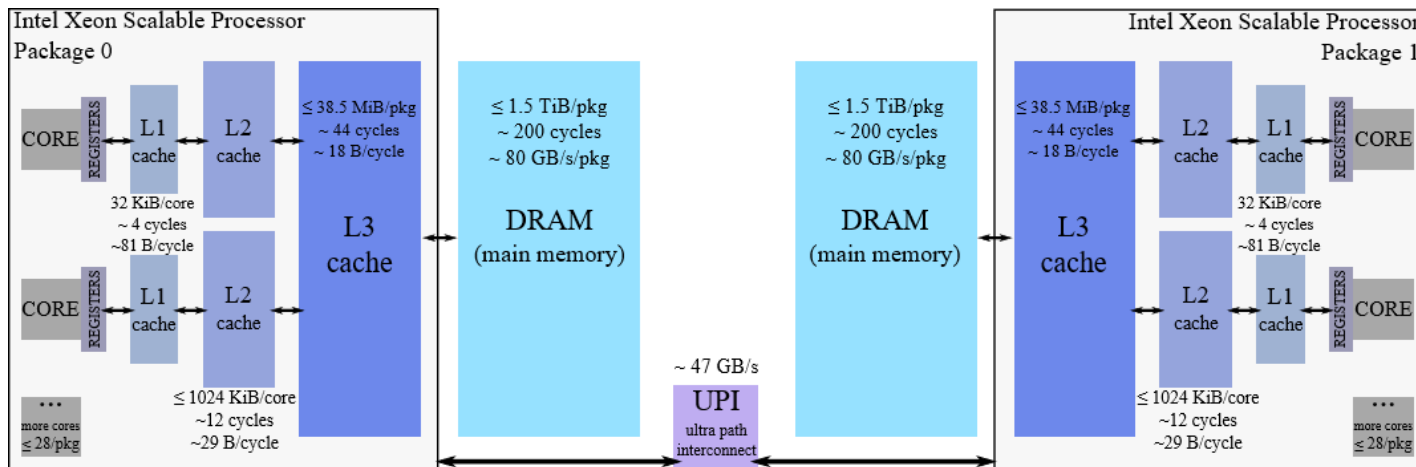 Intel Xeon Scalable Processor
Package 0
CORE
REGISTERS
L1
cache
L2
cache
32 KiB/core
~ 4 cycles
~81 B/cycle
CORE
REGISTERS
L1
cache
L2
cache
≤ 1024 KiB/core
~12 cycles
~29 B/cycle
...
more cores
≤ 28/pkg
≤ 38.5 MiB/pkg
~ 44 cycles
~ 18 B/cycle
L3
cache
≤ 1.5 TiB/pkg
~ 200 cycles
~ 80 GB/s/pkg
DRAM
(main memory)
~ 47 GB/s
UPI
ultra path
interconnect
≤ 1.5 TiB/pkg
~ 200 cycles
~ 80 GB/s/pkg
DRAM
(main memory)
Intel Xeon Scalable Processor
Package 1
≤ 38.5 MiB/pkg
~ 44 cycles
~ 18 B/cycle
L3
cache
L2
cache
L1
cache
REGISTERS
CORE
32 KiB/core
~ 4 cycles
~81 B/cycle
L2
cache
L1
cache
REGISTERS
CORE
≤ 1024 KiB/core
~12 cycles
~29 B/cycle
...
more cores
≤ 28/pkg